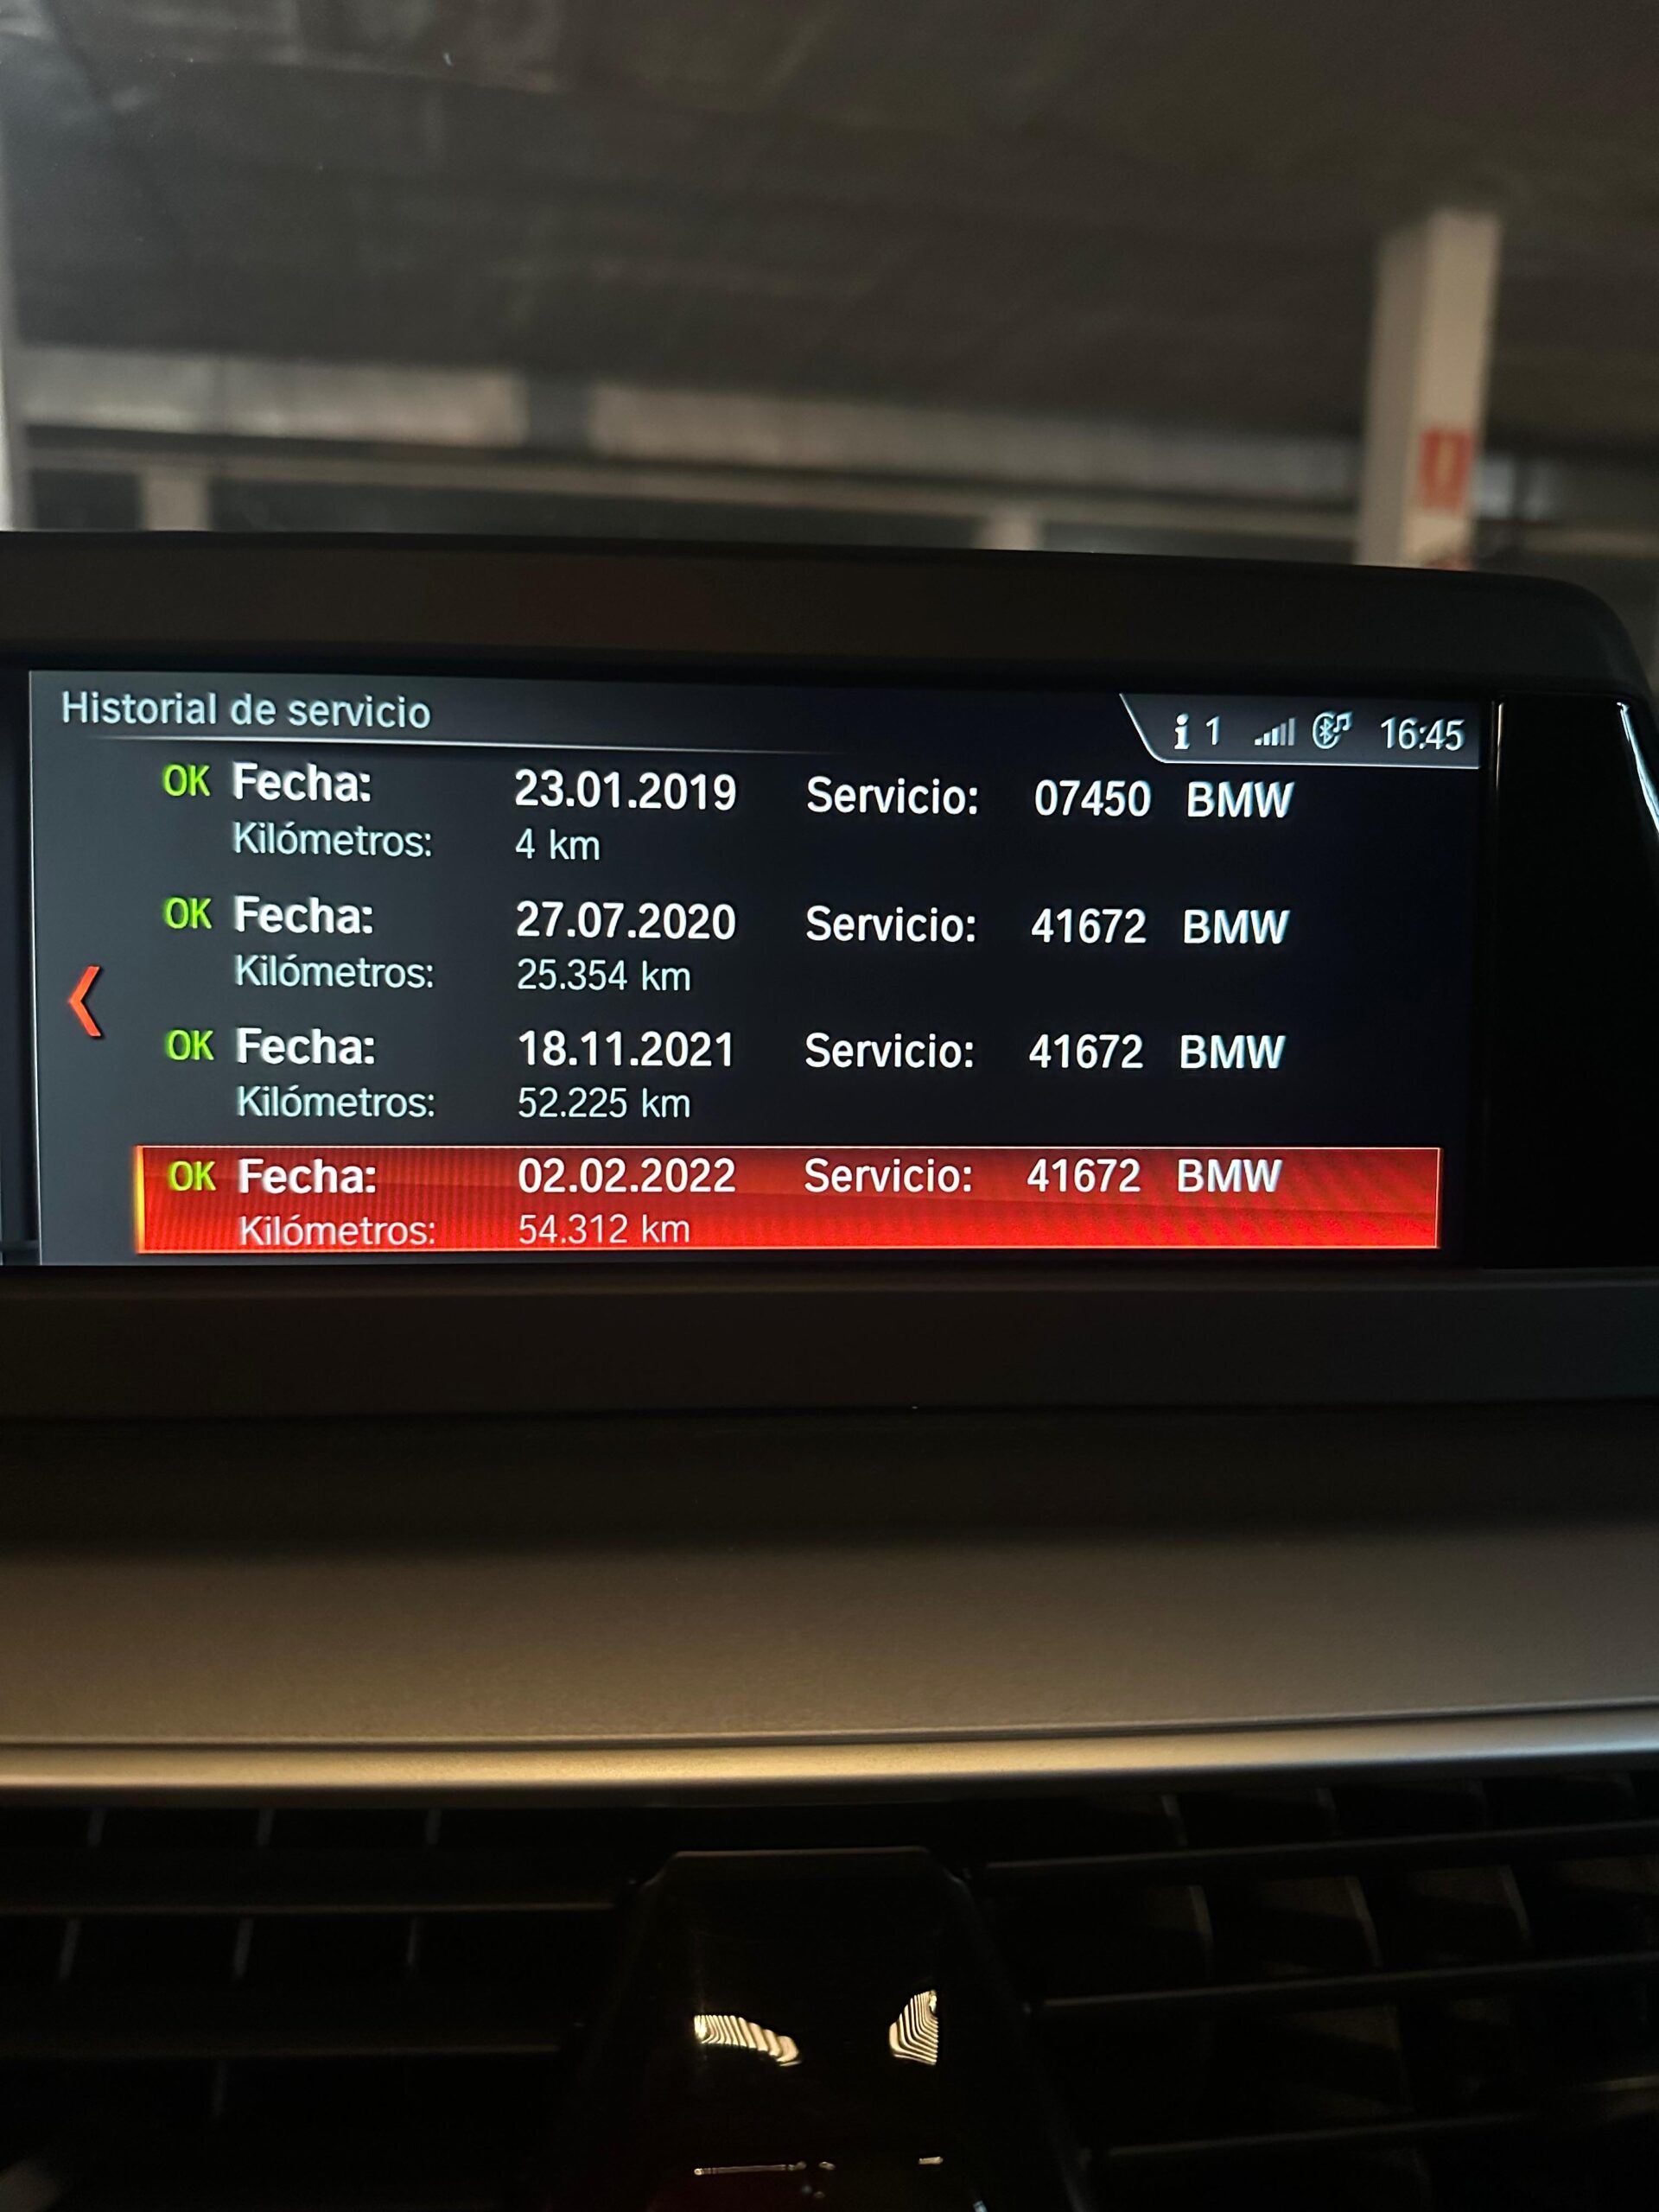 Historial de servicio
i 1 16:45
OK Fecha: 23.01.2019 Servicio: 07450 BMW
Kilómetros: 4 km
OK Fecha: 27.07.2020 Servicio: 41672 BMW
Kilómetros: 25.354 km
OK Fecha: 18.11.2021 Servicio: 41672 BMW
Kilómetros: 52.225 km
OK Fecha: 02.02.2022 Servicio: 41672 BMW
Kilómetros: 54.312 km